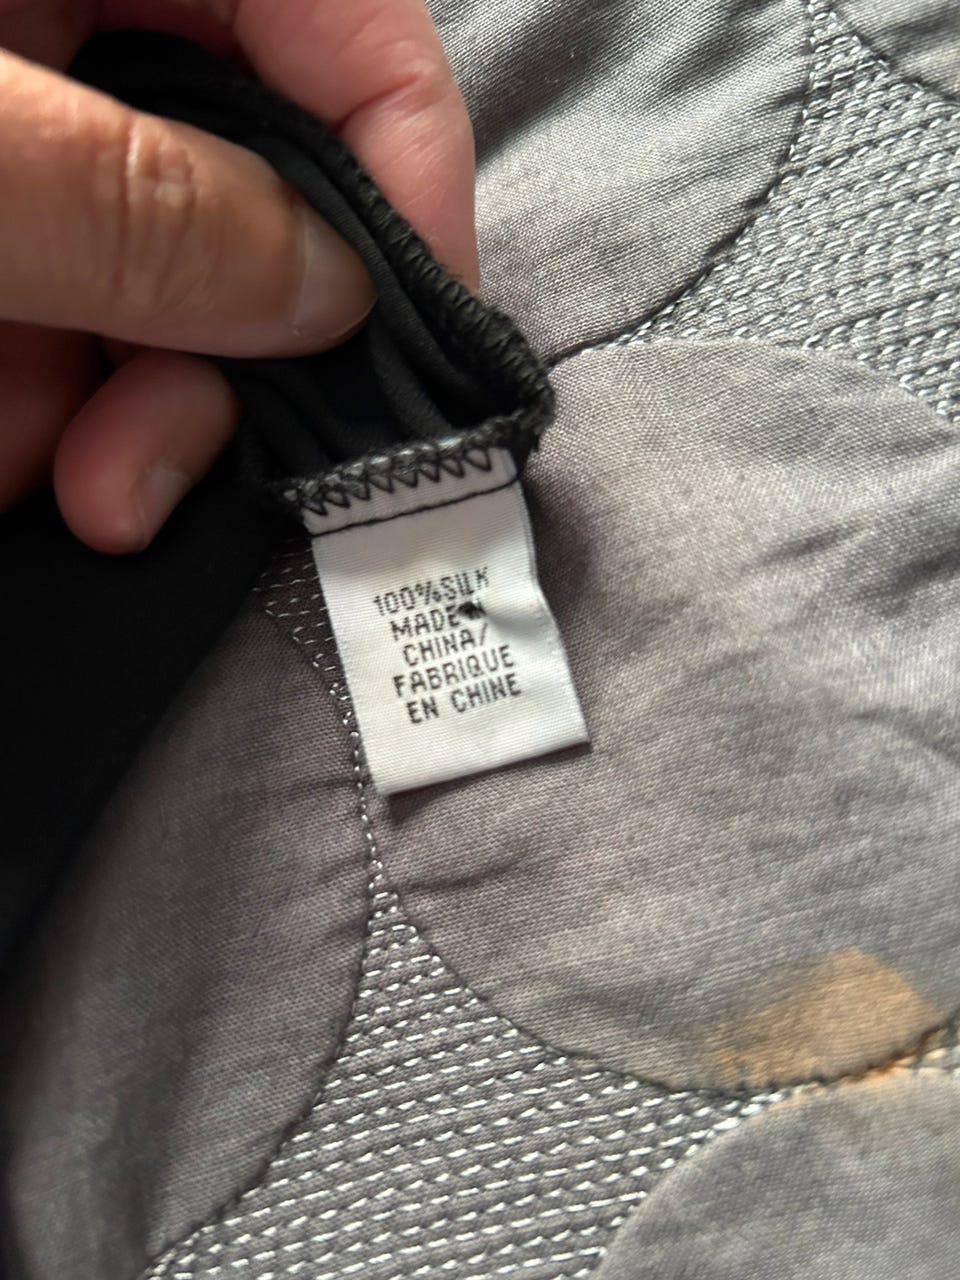 100% SILK
MADE IN
CHINA/
FABRIQUE
EN CHINE